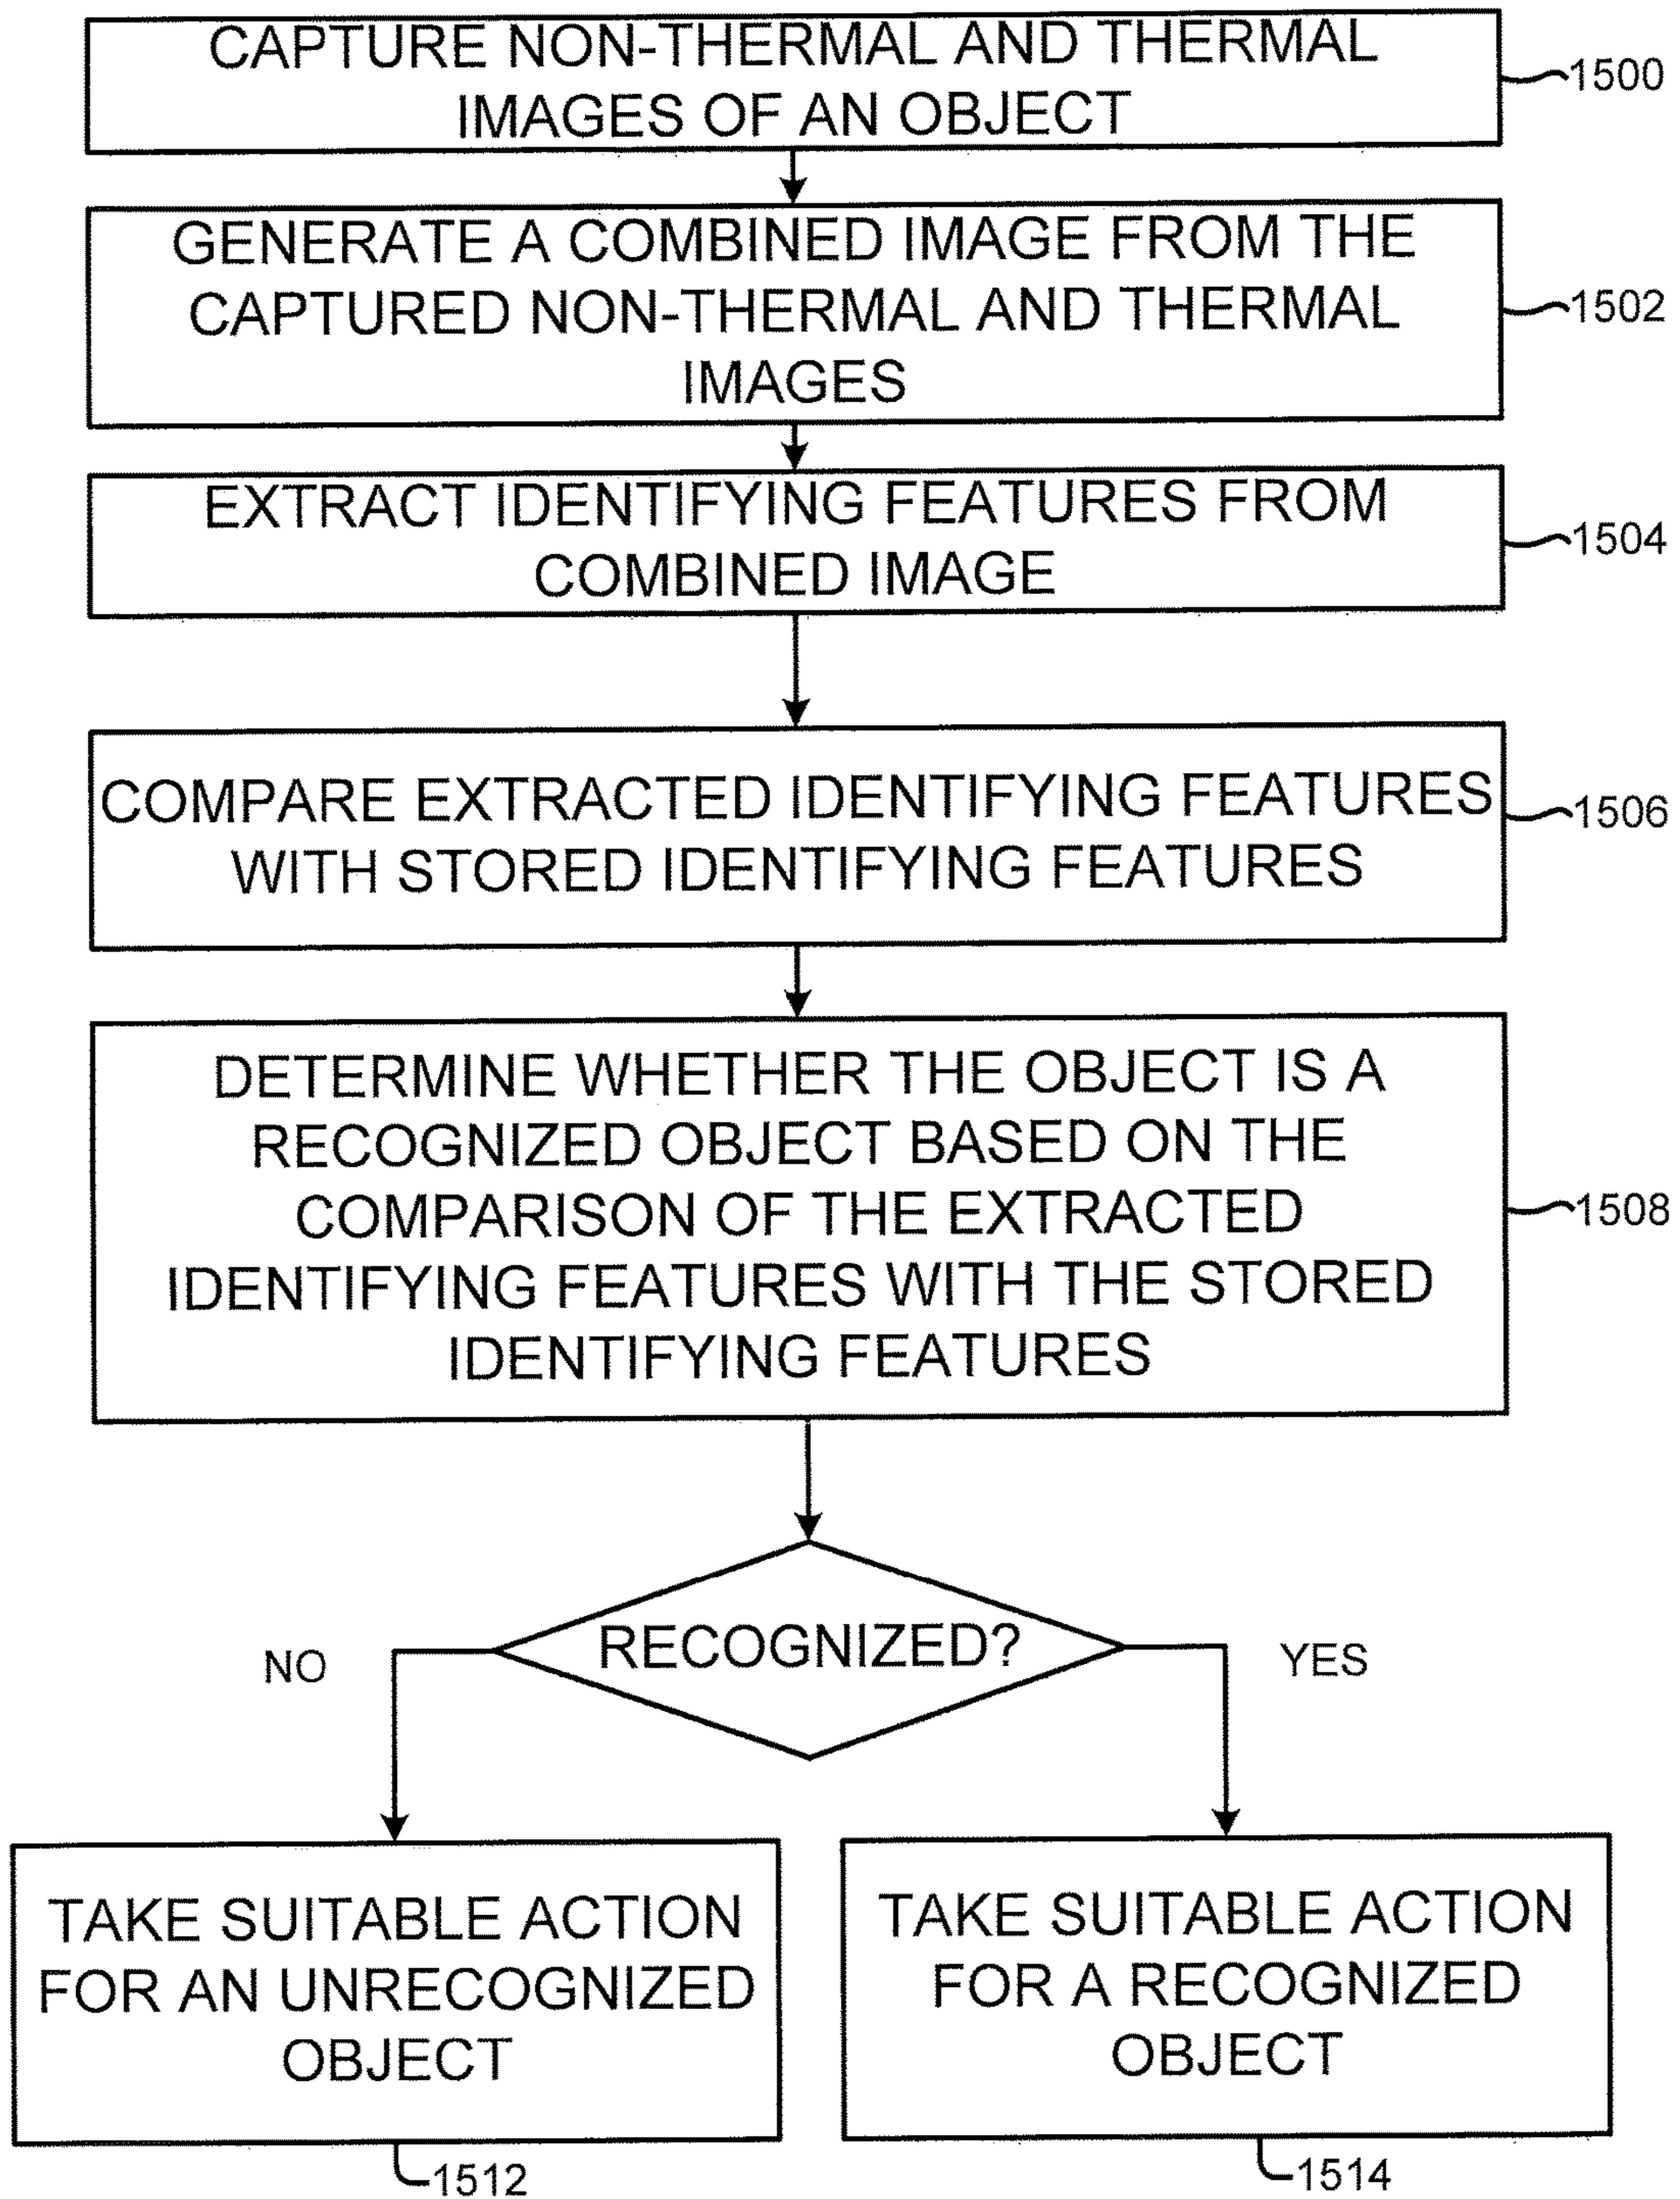 CAPTURE NON-THERMAL AND THERMAL
IMAGES OF AN OBJECT
1500
GENERATE A COMBINED IMAGE FROM THE
CAPTURED NON-THERMAL AND THERMAL
IMAGES
1502
EXTRACT IDENTIFYING FEATURES FROM
COMBINED IMAGE
1504
COMPARE EXTRACTED IDENTIFYING FEATURES
WITH STORED IDENTIFYING FEATURES
1506
DETERMINE WHETHER THE OBJECT IS A
RECOGNIZED OBJECT BASED ON THE
COMPARISON OF THE EXTRACTED
IDENTIFYING FEATURES WITH THE STORED
IDENTIFYING FEATURES
1508
RECOGNIZED?
NO
YES
TAKE SUITABLE ACTION
FOR AN UNRECOGNIZED
OBJECT
1512
TAKE SUITABLE ACTION
FOR A RECOGNIZED
OBJECT
1514